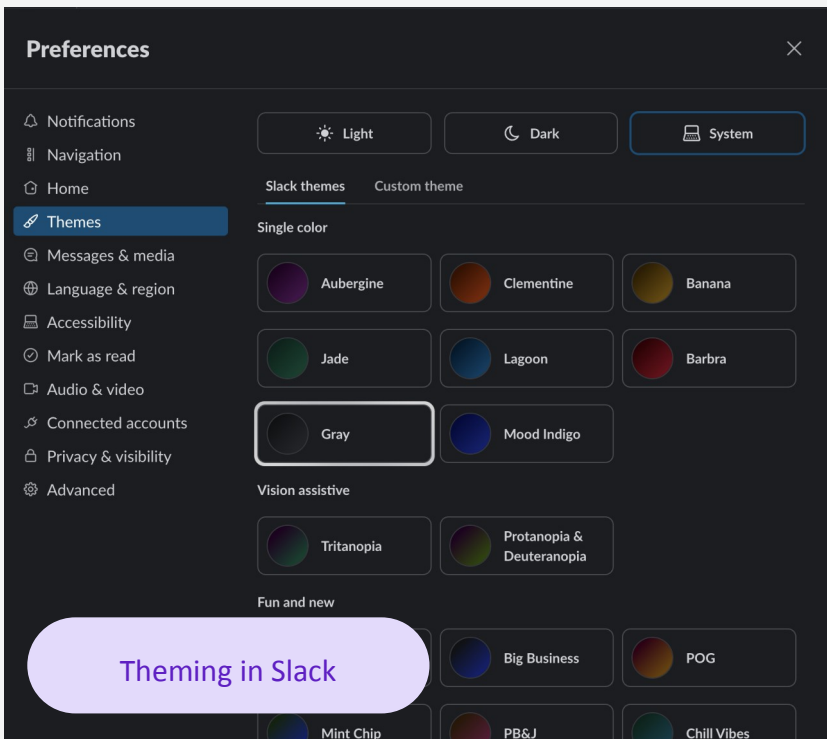 Preferences
Notifications
Navigation
Home
Themes
Messages & media
Language & region
Accessibility
Mark as read
Audio & video
Connected accounts
Privacy & visibility
Advanced
Light
Dark
System
Slack themes
Custom theme
Single color
Aubergine
Clementine
Banana
Jade
Lagoon
Barbra
Gray
Mood Indigo
Vision assistive
Tritanopia
Protanopia &
Deuteranopia
Fun and new
Big Business
POG
Mint Chip
PB&J
Chill Vibes
Theming in Slack